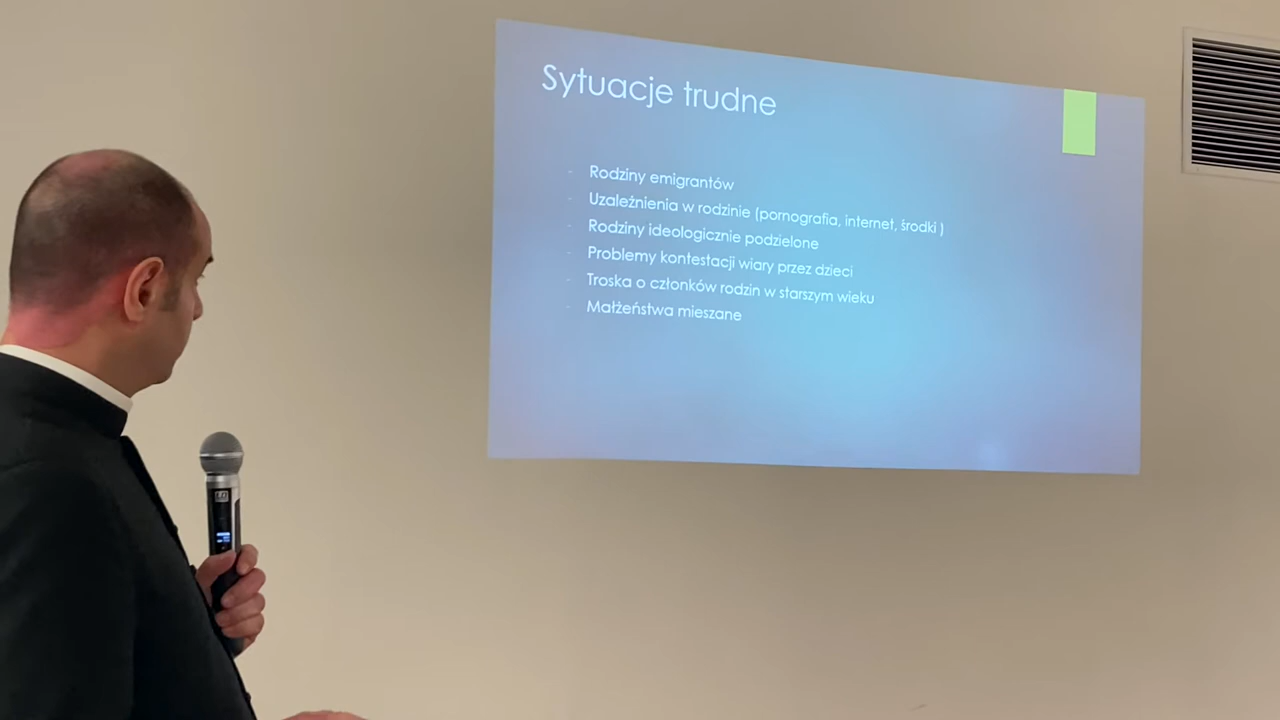 Sytuacje trudne
- Rodziny emigrantów
- Uzależnienia w rodzinie (pornografia, internet, środki )
- Rodziny ideologicznie podzielone
- Problemy kontestacji wiary przez dzieci
- Troska o członków rodzin w starszym wieku
- Małżeństwa mieszane